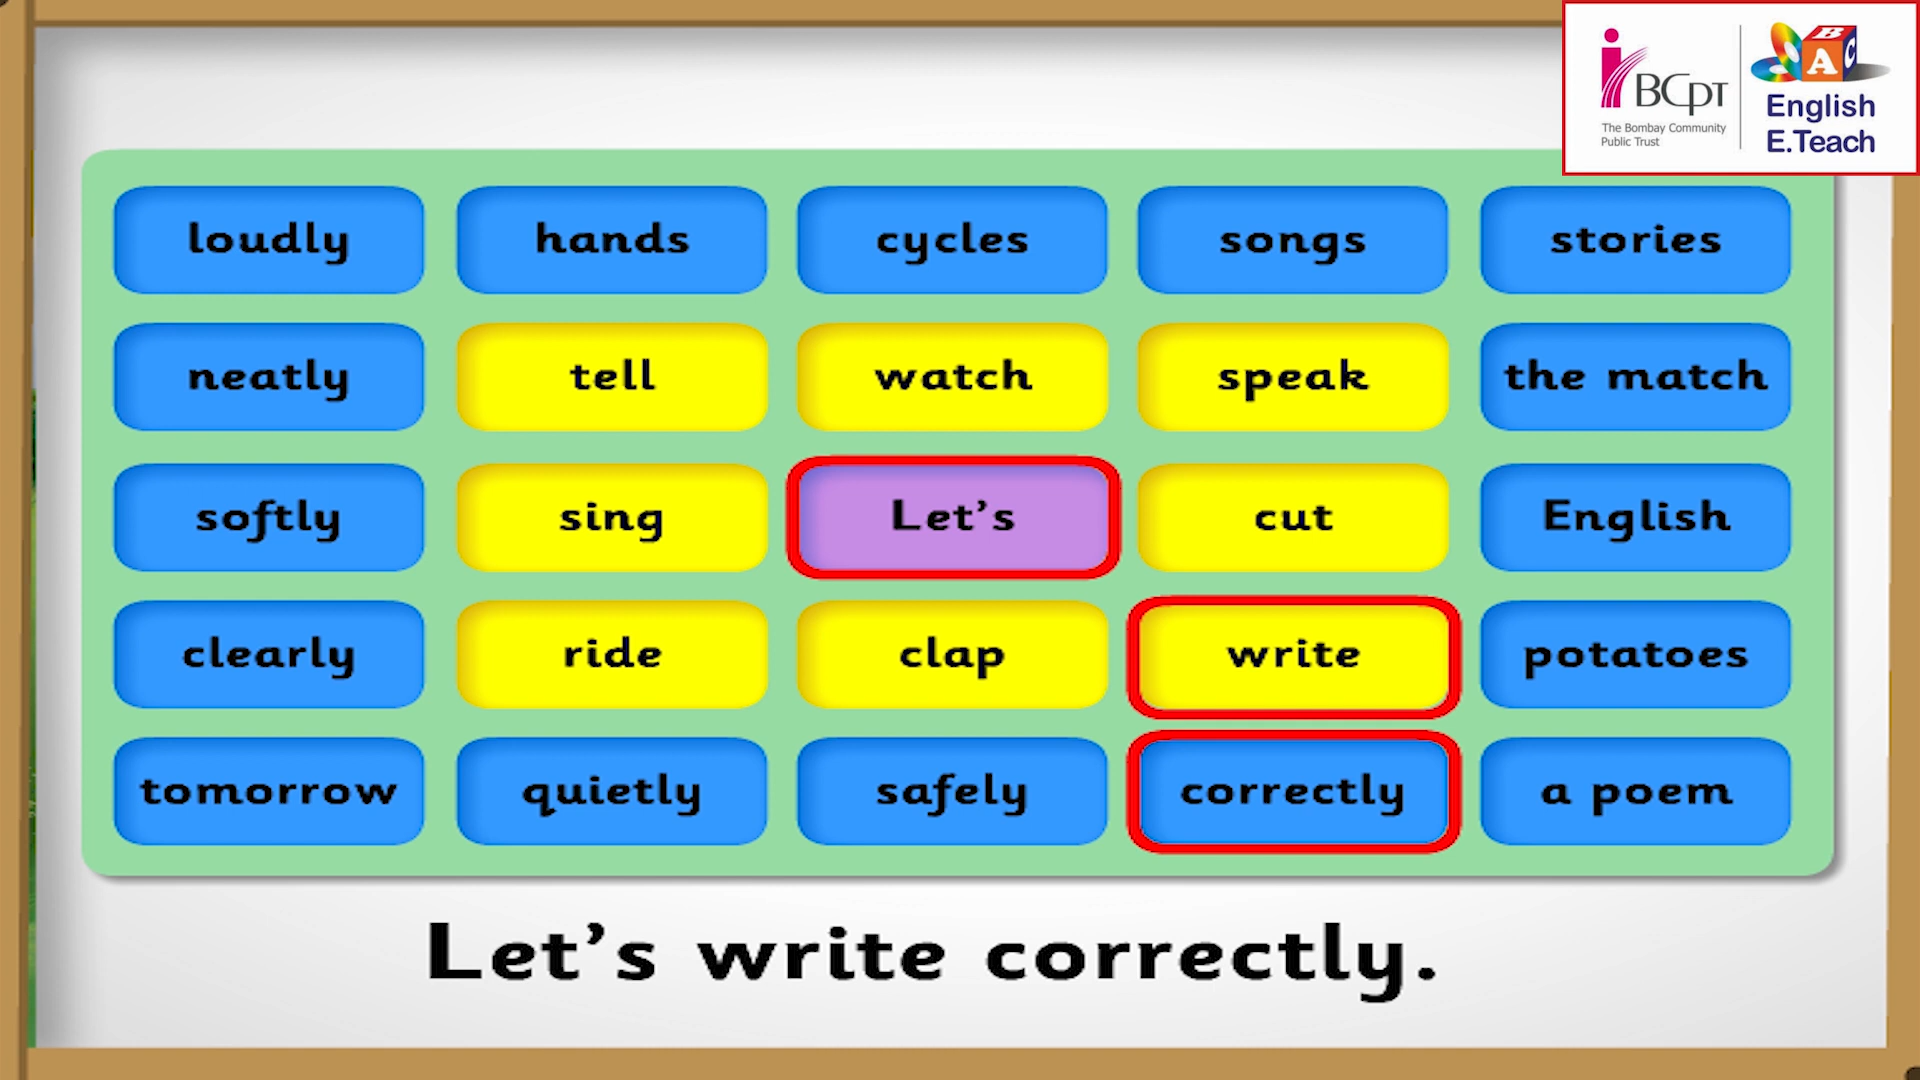 BCPT
The Bombay Community
Public Trust
B
A C
English
E.Teach
loudly hands cycles songs stories
neatly tell watch speak the match
softly sing Let's cut English
clearly ride clap write potatoes
tomorrow quietly safely correctly a poem
Let's write correctly.